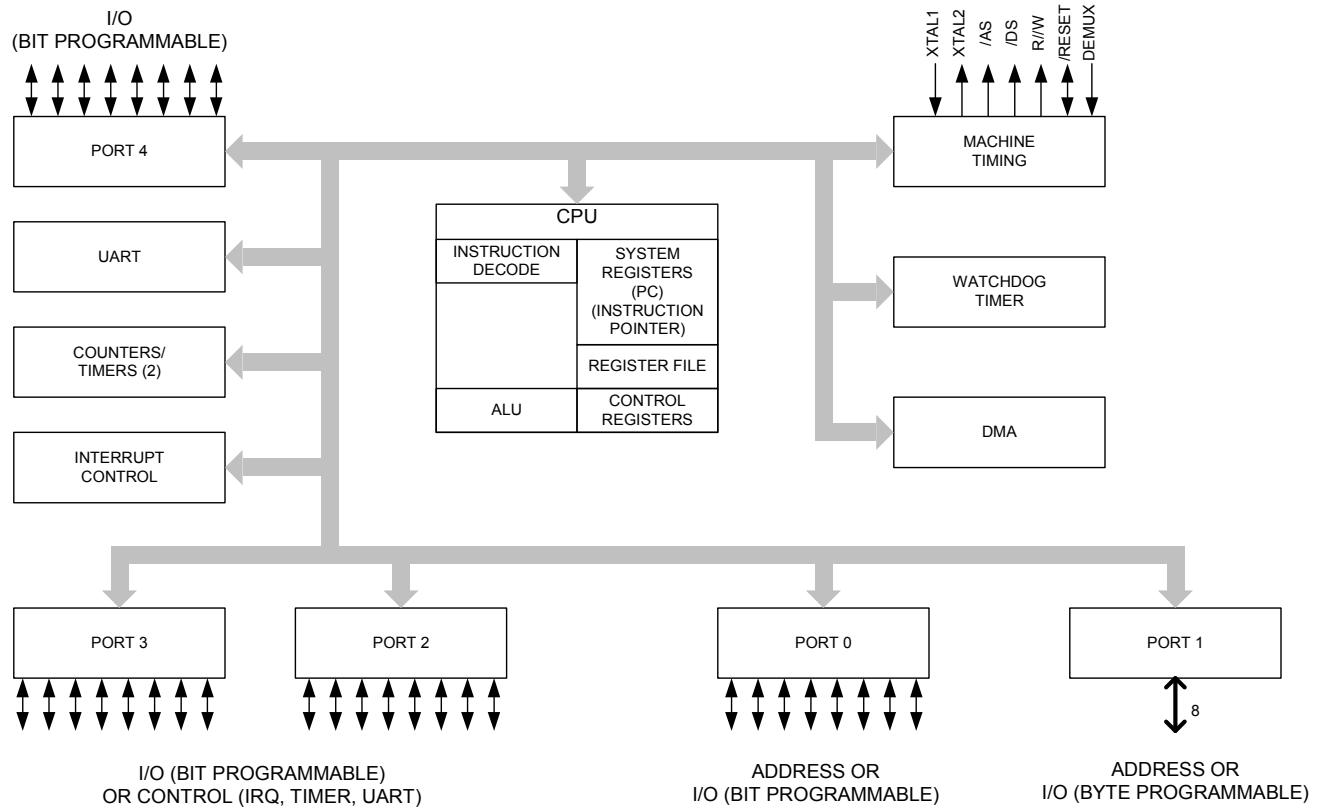 I/O
(BIT PROGRAMMABLE)
XTAL1
XTAL2
/AS
/DS
R//W
/RESET
DEMUX
PORT 4
MACHINE
TIMING
CPU
INSTRUCTION
DECODE
SYSTEM
REGISTERS
(PC)
(INSTRUCTION
POINTER)
REGISTER FILE
ALU
CONTROL
REGISTERS
UART
WATCHDOG
TIMER
COUNTERS/
TIMERS (2)
DMA
INTERRUPT
CONTROL
PORT 3
PORT 2
PORT 0
PORT 1
8
I/O (BIT PROGRAMMABLE)
OR CONTROL (IRQ, TIMER, UART)
ADDRESS OR
I/O (BIT PROGRAMMABLE)
ADDRESS OR
I/O (BYTE PROGRAMMABLE)